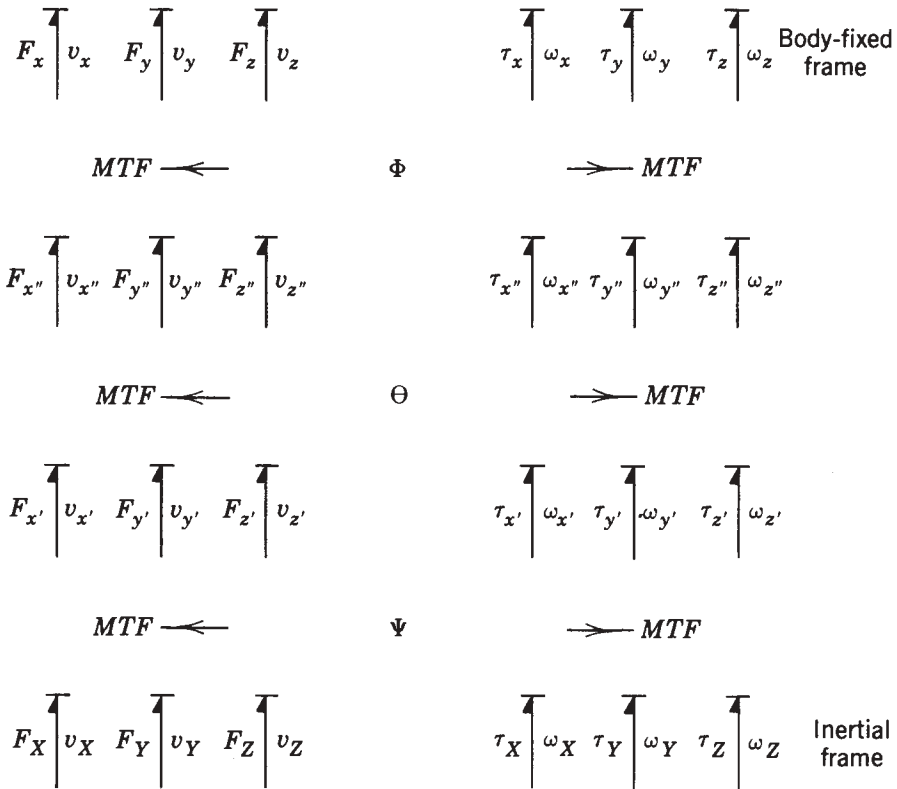 F_x v_x F_y v_y F_z v_z τ_x ω_x τ_y ω_y τ_z ω_z Body-fixed
frame
MTF Φ MTF
F_x″ v_x″ F_y″ v_y″ F_z″ v_z″ τ_x″ ω_x″ τ_y″ ω_y″ τ_z″ ω_z″
MTF Θ MTF
F_x′ v_x′ F_y′ v_y′ F_z′ v_z′ τ_x′ ω_x′ τ_y′ ω_y′ τ_z′ ω_z′
MTF Ψ MTF
F_X v_X F_Y v_Y F_Z v_Z τ_X ω_X τ_Y ω_Y τ_Z ω_Z Inertial
frame